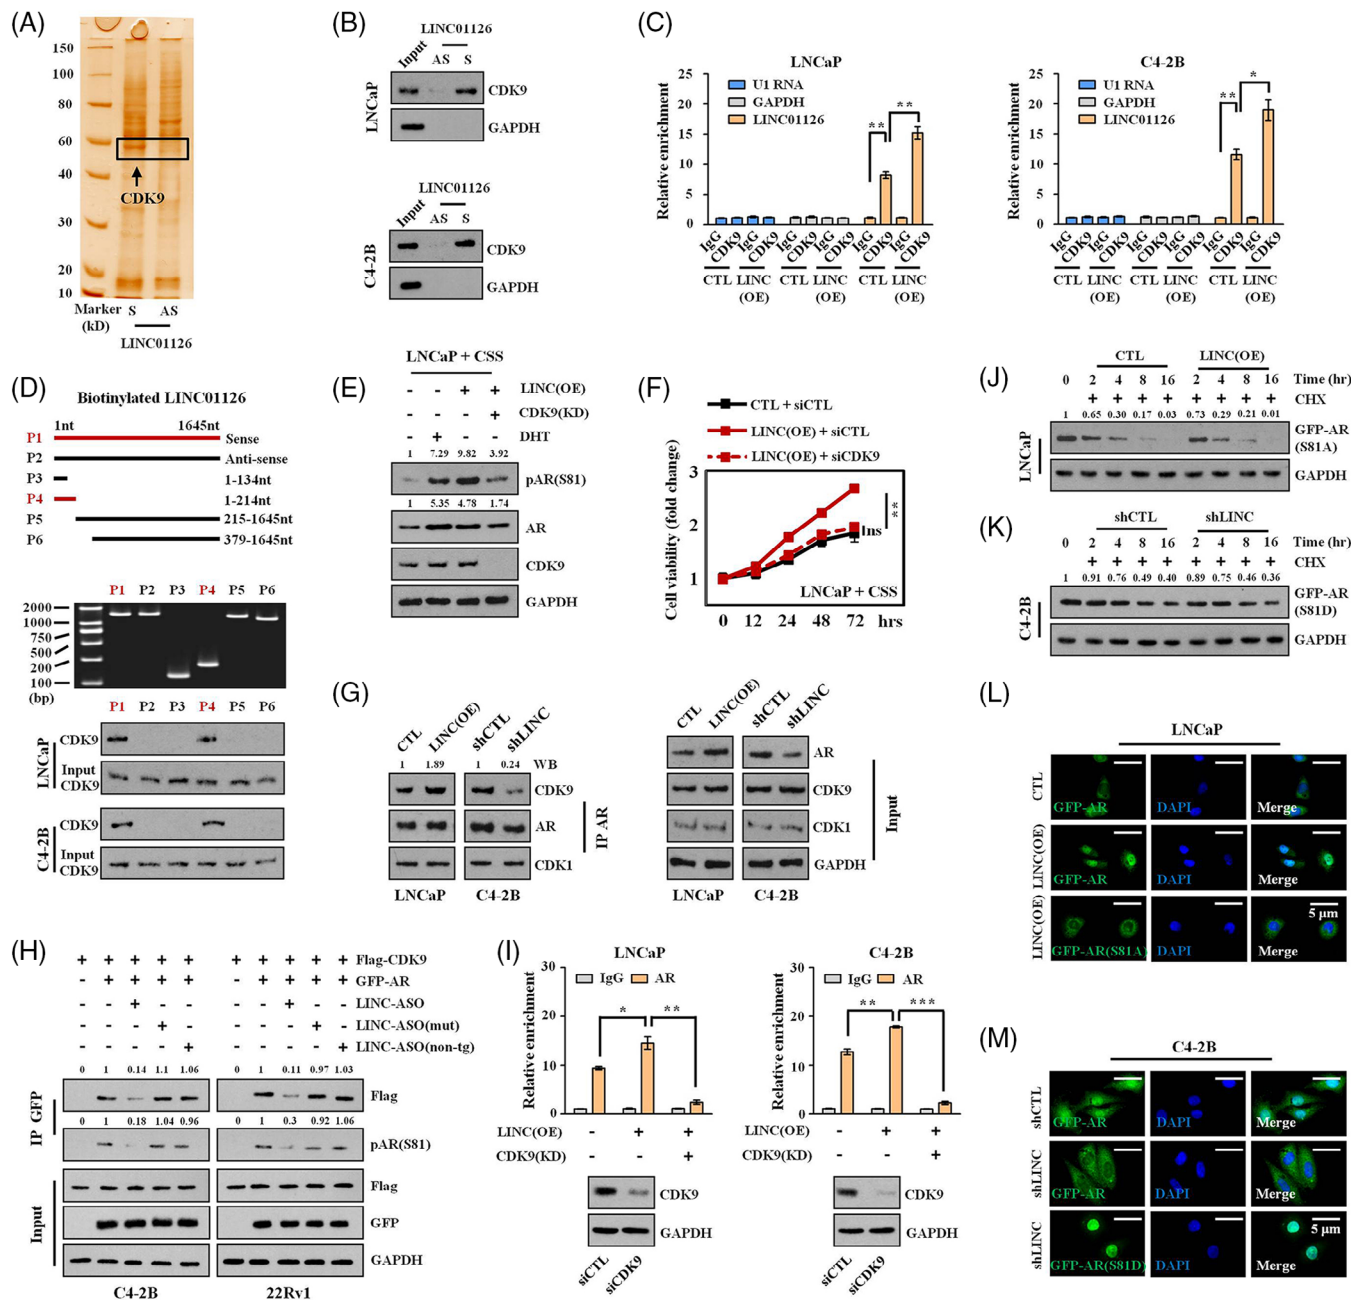 (A)
150
100
80
60
40
30
20
10
CDK9
Marker
(kD)
S AS
LINC01126
(B)
LINC01126
Input AS S
LNCaP
CDK9
GAPDH
LINC01126
Input AS S
C4-2B
CDK9
GAPDH
(C)
LNCaP
Relative enrichment
25
20
15
10
5
0
U1 RNA
GAPDH
LINC01126
** **
IgG CDK9 IgG CDK9 IgG CDK9 IgG CDK9 IgG CDK9 IgG CDK9
CTL LINC (OE) CTL LINC (OE) CTL LINC (OE)
C4-2B
Relative enrichment
25
20
15
10
5
0
U1 RNA
GAPDH
LINC01126
** *
IgG CDK9 IgG CDK9 IgG CDK9 IgG CDK9 IgG CDK9 IgG CDK9
CTL LINC (OE) CTL LINC (OE) CTL LINC (OE)
(D)
Biotinylated LINC01126
1nt 1645nt
P1 Sense
P2 Anti-sense
P3 1-134nt
P4 1-214nt
P5 215-1645nt
P6 379-1645nt
P1 P2 P3 P4 P5 P6
2000
1000
750
500
200
100
(bp)
P1 P2 P3 P4 P5 P6
LNCaP
CDK9
Input CDK9
C4-2B
CDK9
Input CDK9
(E)
LNCaP + CSS
- - + + LINC(OE)
- - - + CDK9(KD)
- + - - DHT
1 7.29 9.82 3.92
pAR(S81)
1 5.35 4.78 1.74
AR
CDK9
GAPDH
(F)
CTL + siCTL
LINC(OE) + siCTL
LINC(OE) + siCDK9
Cell viability (fold change)
3
2
1
**
ns
LNCaP + CSS
0 12 24 48 72 hrs
(G)
CTL LINC(OE) shCTL shLINC
1 1.89 1 0.24 WB
CDK9
AR
CDK1
IP AR
LNCaP C4-2B
CTL LINC(OE) shCTL shLINC
AR
CDK9
CDK1
GAPDH
Input
LNCaP C4-2B
(H)
+ + + + + + + + + + Flag-CDK9
- + + + + - + + + + GFP-AR
- - + - - - - + - - LINC-ASO
- - - + - - - - + - LINC-ASO(mut)
- - - - + - - - - + LINC-ASO(non-tg)
0 1 0.14 1.1 1.06 0 1 0.11 0.97 1.03
Flag
0 1 0.18 1.04 0.96 0 1 0.3 0.92 1.06
pAR(S81)
IP GFP
Flag
GFP
GAPDH
Input
C4-2B 22Rv1
(I)
LNCaP
Relative enrichment
30
20
10
0
IgG AR
* **
LINC(OE) - + +
CDK9(KD) - - +
CDK9
GAPDH
siCTL siCDK9
C4-2B
Relative enrichment
30
20
10
0
IgG AR
** ***
LINC(OE) - + +
CDK9(KD) - - +
CDK9
GAPDH
siCTL siCDK9
(J)
CTL LINC(OE)
0 2 4 8 16 2 4 8 16 Time (hr)
+ + + + + + + + CHX
1 0.65 0.30 0.17 0.03 0.73 0.29 0.21 0.01
LNCaP
GFP-AR
(S81A)
GAPDH
(K)
shCTL shLINC
0 2 4 8 16 2 4 8 16 Time (hr)
+ + + + + + + + CHX
1 0.91 0.76 0.49 0.40 0.89 0.75 0.46 0.36
C4-2B
GFP-AR
(S81D)
GAPDH
(L)
LNCaP
CTL
GFP-AR DAPI Merge
LINC(OE)
GFP-AR DAPI Merge
LINC(OE)
5 μm
GFP-AR(S81A) DAPI Merge
(M)
C4-2B
shCTL
GFP-AR DAPI Merge
shLINC
GFP-AR DAPI Merge
shLINC
5 μm
GFP-AR(S81D) DAPI Merge